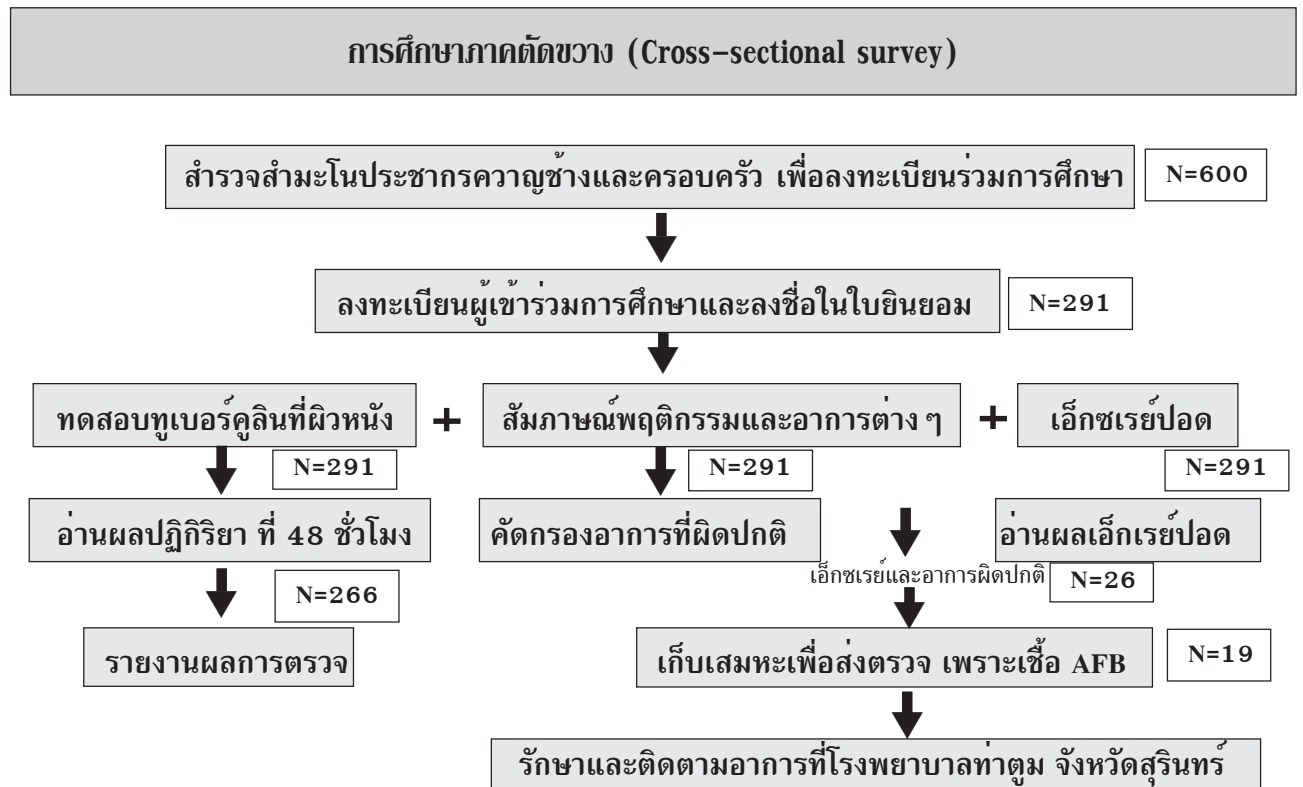 การศึกษาภาคตัดขวาง (Cross-sectional survey)
สำรวจสำมะโนประชากรควาญช้างและครอบครัว เพื่อลงทะเบียนร่วมการศึกษา
N=600
ลงทะเบียนผู้เข้าร่วมการศึกษาและลงชื่อในใบยินยอม
N=291
ทดสอบทูเบอร์คูลินที่ผิวหนัง + สัมภาษณ์พฤติกรรมและอาการต่าง ๆ + เอ็กซเรย์ปอด
N=291
N=291
N=291
อ่านผลปฏิกิริยา ที่ 48 ชั่วโมง
คัดกรองอาการที่ผิดปกติ
อ่านผลเอ็กเรย์ปอด
เอ็กซเรย์และอาการผิดปกติ
N=26
N=266
รายงานผลการตรวจ
เก็บเสมหะเพื่อส่งตรวจ เพราะเชื้อ AFB
N=19
รักษาและติดตามอาการที่โรงพยาบาลท่าตูม จังหวัดสุรินทร์